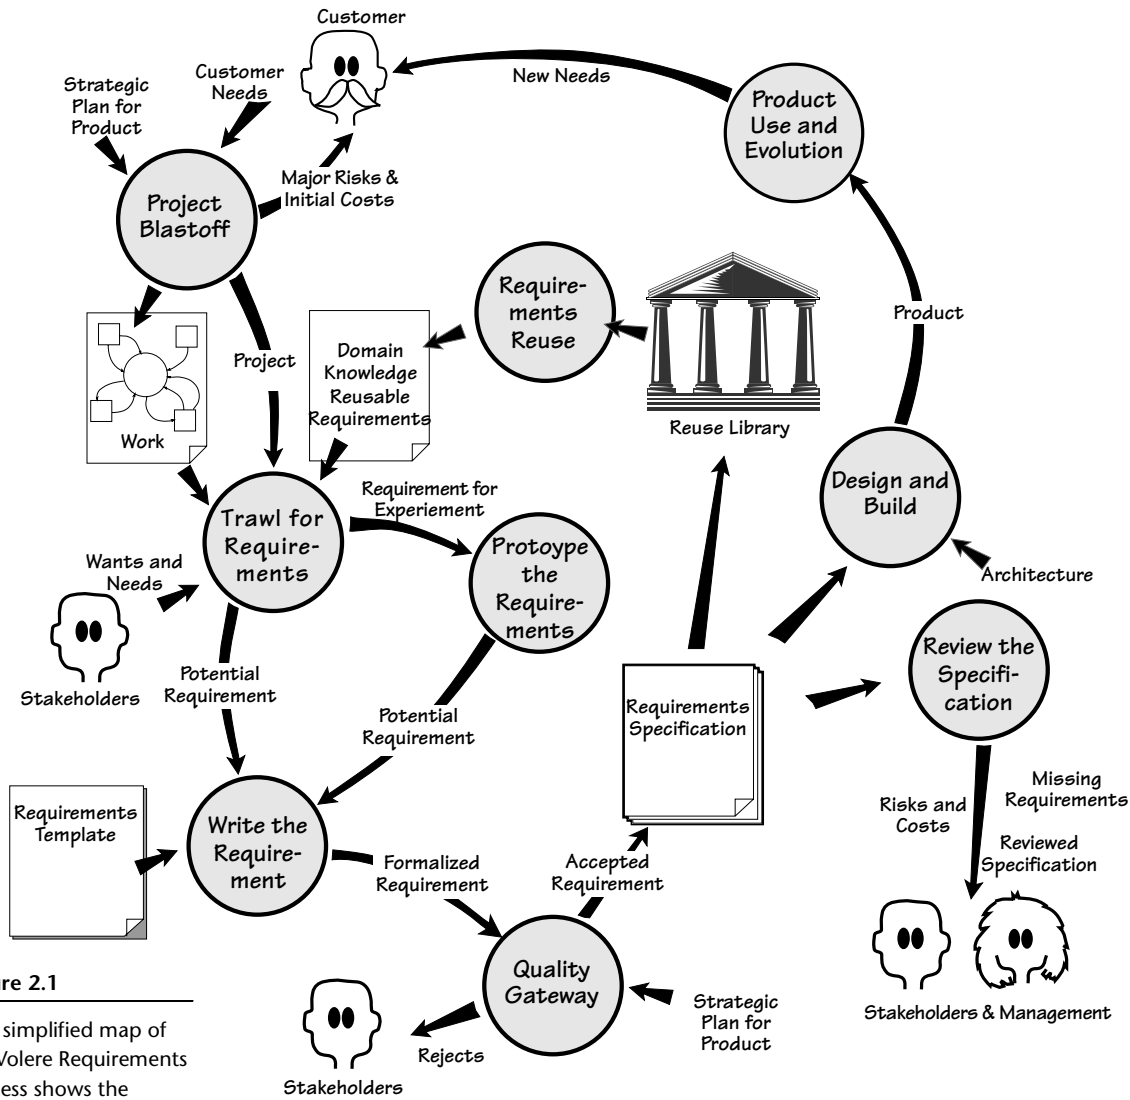 Customer
New Needs
Customer
Needs
Strategic
Plan for
Product
Product
Use and
Evolution
Major Risks &
Initial Costs
Project
Blastoff
Require-
ments
Reuse
Product
Project
Domain
Knowledge
Reusable
Requirements
Work
Reuse Library
Design and
Build
Requirement for
Experiement
Trawl for
Require-
ments
Protoype
the
Require-
ments
Wants and
Needs
Architecture
Stakeholders
Potential
Requirement
Review the
Specifi-
cation
Requirements
Specification
Potential
Requirement
Missing
Requirements
Risks and
Costs
Reviewed
Specification
Requirements
Template
Write the
Require-
ment
Formalized
Requirement
Accepted
Requirement
Quality
Gateway
Strategic
Plan for
Product
Stakeholders & Management
Rejects
Stakeholders
re 2.1
simplified map of
Volere Requirements
ess shows the